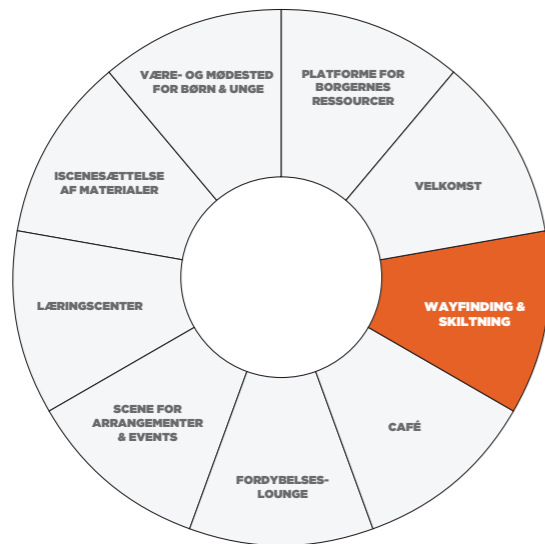 VÆRE- OG MØDESTED
FOR BØRN & UNGE
PLATFORME FOR
BORGERNES
RESSOURCER
VELKOMST
WAYFINDING &
SKILTNING
CAFÉ
FORDYBELSES-
LOUNGE
SCENE FOR
ARRANGEMENTER
& EVENTS
LÆRINGSCENTER
ISCENESÆTTELSE
AF MATERIALER